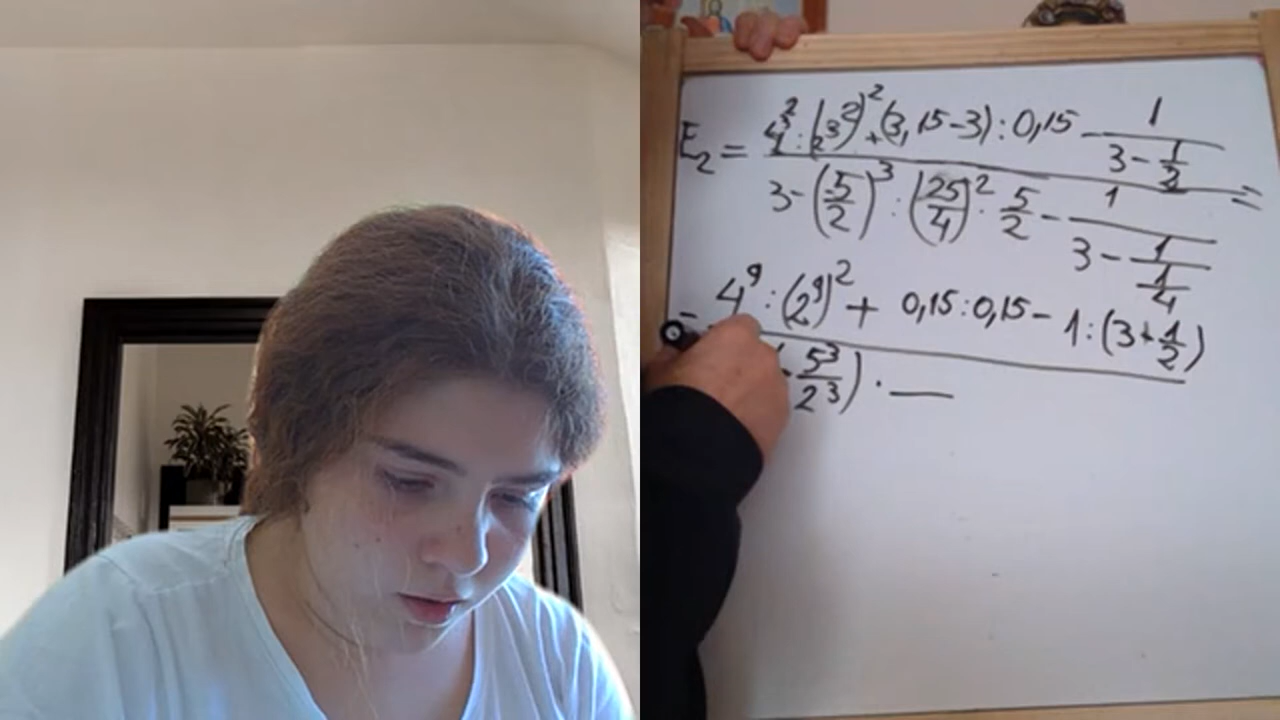 E₂ = (4^3^2 : (2^3^2)^2 + (3,15-3) : 0,15 - 1/(3 - 1/2)) / (3 - (5/2)^3 : (25/4)^2 · 5/2 - 1/(3 - 1/(1/4))) =
= (4^9 : (2^9)^2 + 0,15 : 0,15 - 1 : (3 + 1/2)) / (- 5^3/2^3) · —